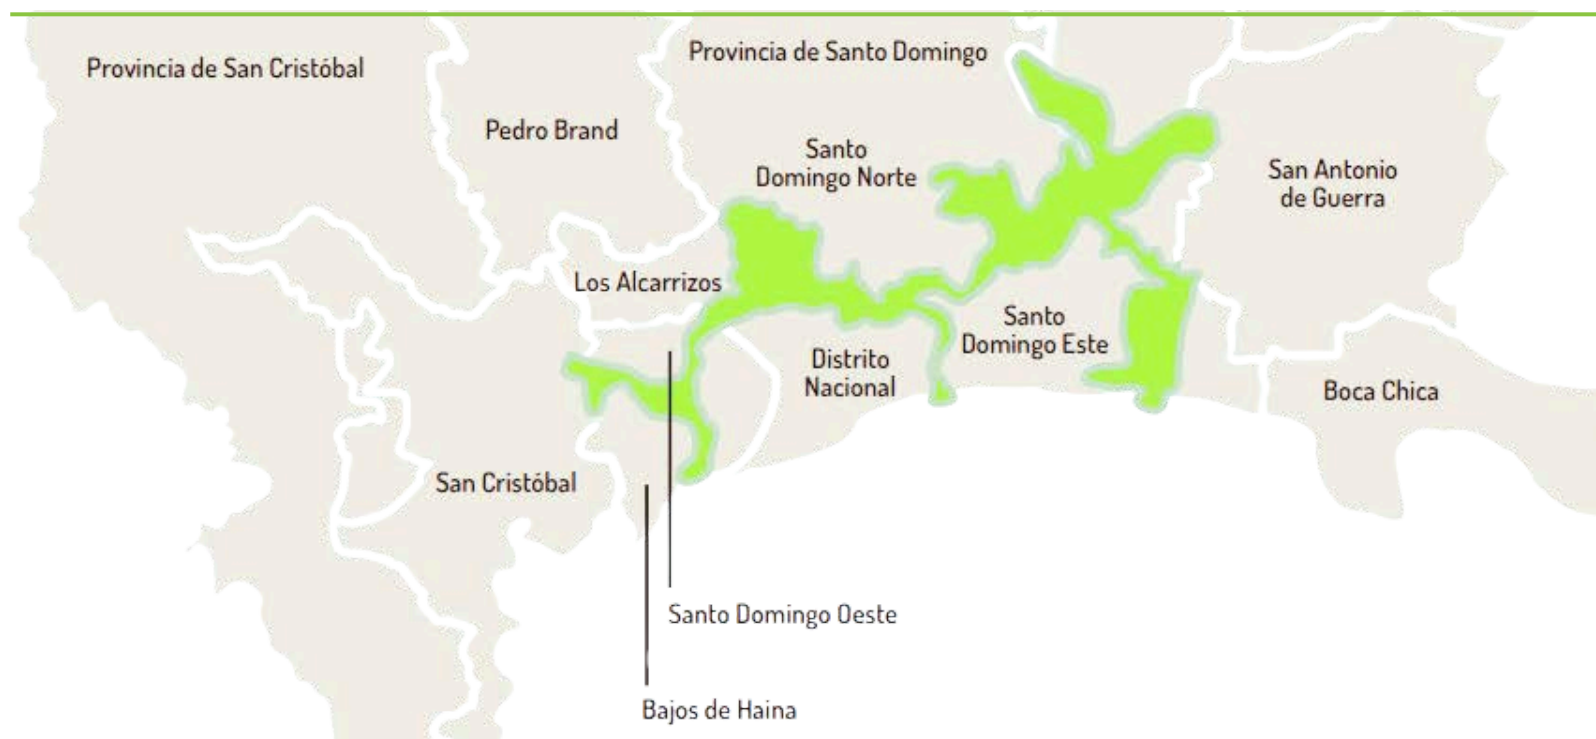 Provincia de San Cristóbal
Provincia de Santo Domingo
Pedro Brand
Santo
Domingo Norte
San Antonio
de Guerra
Los Alcarrizos
Santo
Domingo Este
Distrito
Nacional
Boca Chica
San Cristóbal
Santo Domingo Oeste
Bajos de Haina